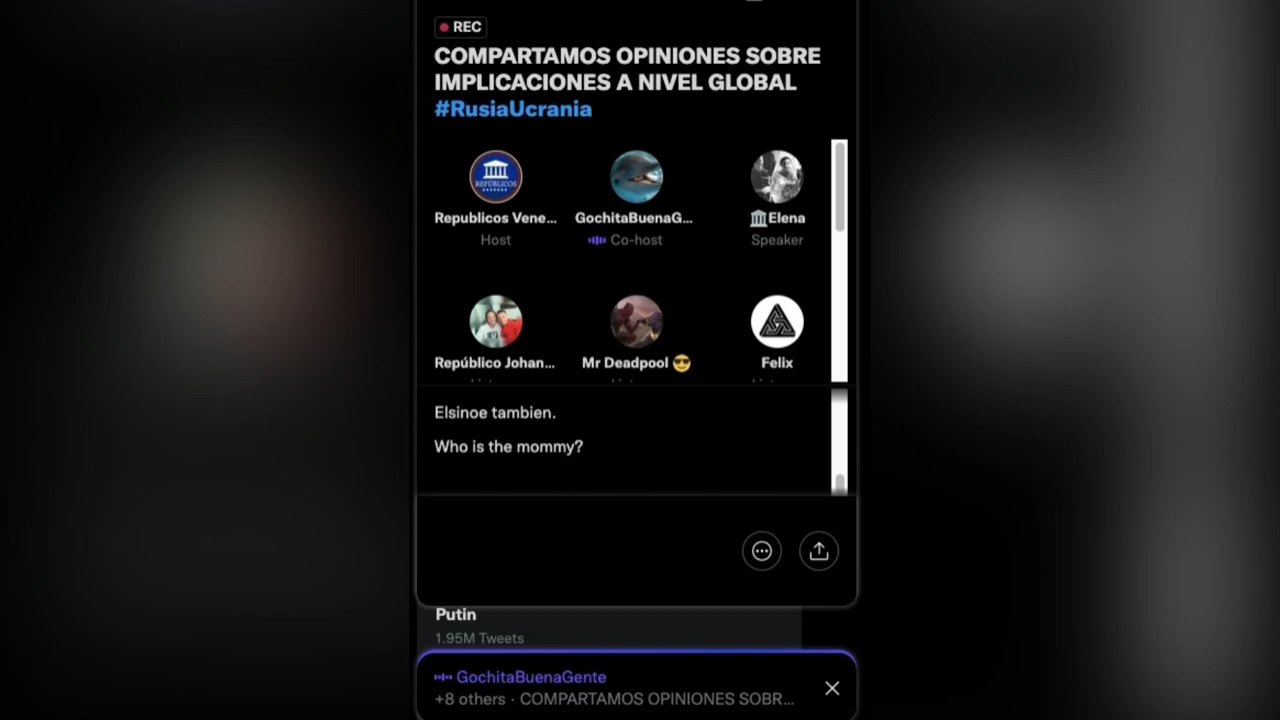 REC
COMPARTAMOS OPINIONES SOBRE
IMPLICACIONES A NIVEL GLOBAL
#RusiaUcrania
REPÚBLICOS
Republicos Vene...
GochitaBuenaG...
🏛️Elena
Host
Co-host
Speaker
Repúblico Johan...
Mr Deadpool 😎
Felix
Elsinoe tambien.
Who is the mommy?
Putin
1.95M Tweets
GochitaBuenaGente
+8 others · COMPARTAMOS OPINIONES SOBR...